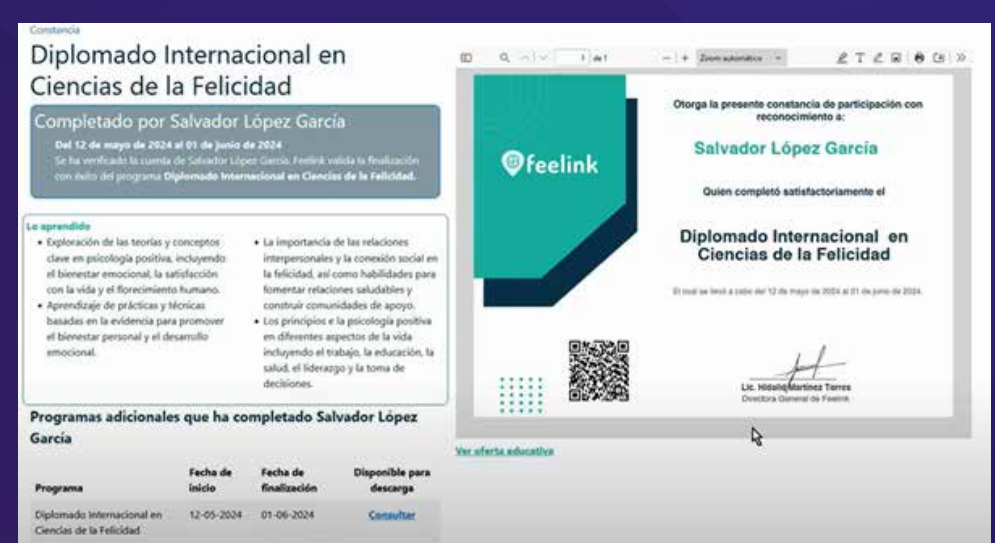 Constancia
Diplomado Internacional en
Ciencias de la Felicidad
Completado por Salvador López García
Del 12 de mayo de 2024 al 01 de junio de 2024
Se ha verificado la cuenta de Salvador López García. Feelink valida la finalización
con éxito del programa Diplomado Internacional en Ciencias de la Felicidad.
Lo aprendido
• Exploración de las teorías y conceptos
clave en psicología positiva, incluyendo
el bienestar emocional, la satisfacción
con la vida y el florecimiento humano.
• Aprendizaje de prácticas y técnicas
basadas en la evidencia para promover
el bienestar personal y el desarrollo
emocional.
• La importancia de las relaciones
interpersonales y la conexión social en
la felicidad, así como habilidades para
fomentar relaciones saludables y
construir comunidades de apoyo.
• Los principios e la psicología positiva
en diferentes aspectos de la vida
incluyendo el trabajo, la educación, la
salud, el liderazgo y la toma de
decisiones.
Programas adicionales que ha completado Salvador López
García
Programa
Fecha de
inicio
Fecha de
finalización
Disponible para
descarga
Diplomado Internacional en
Ciencias de la Felicidad
12-05-2024
01-06-2024
Consultar
1 de 1
Zoom automático
feelink
Otorga la presente constancia de participación con
reconocimiento a:
Salvador López García
Quien completó satisfactoriamente el
Diplomado Internacional en
Ciencias de la Felicidad
El cual se llevó a cabo del 12 de mayo de 2024 al 01 de junio de 2024.
Lic. Martínez Torres
Directora General de Feelink
Ver oferta educativa